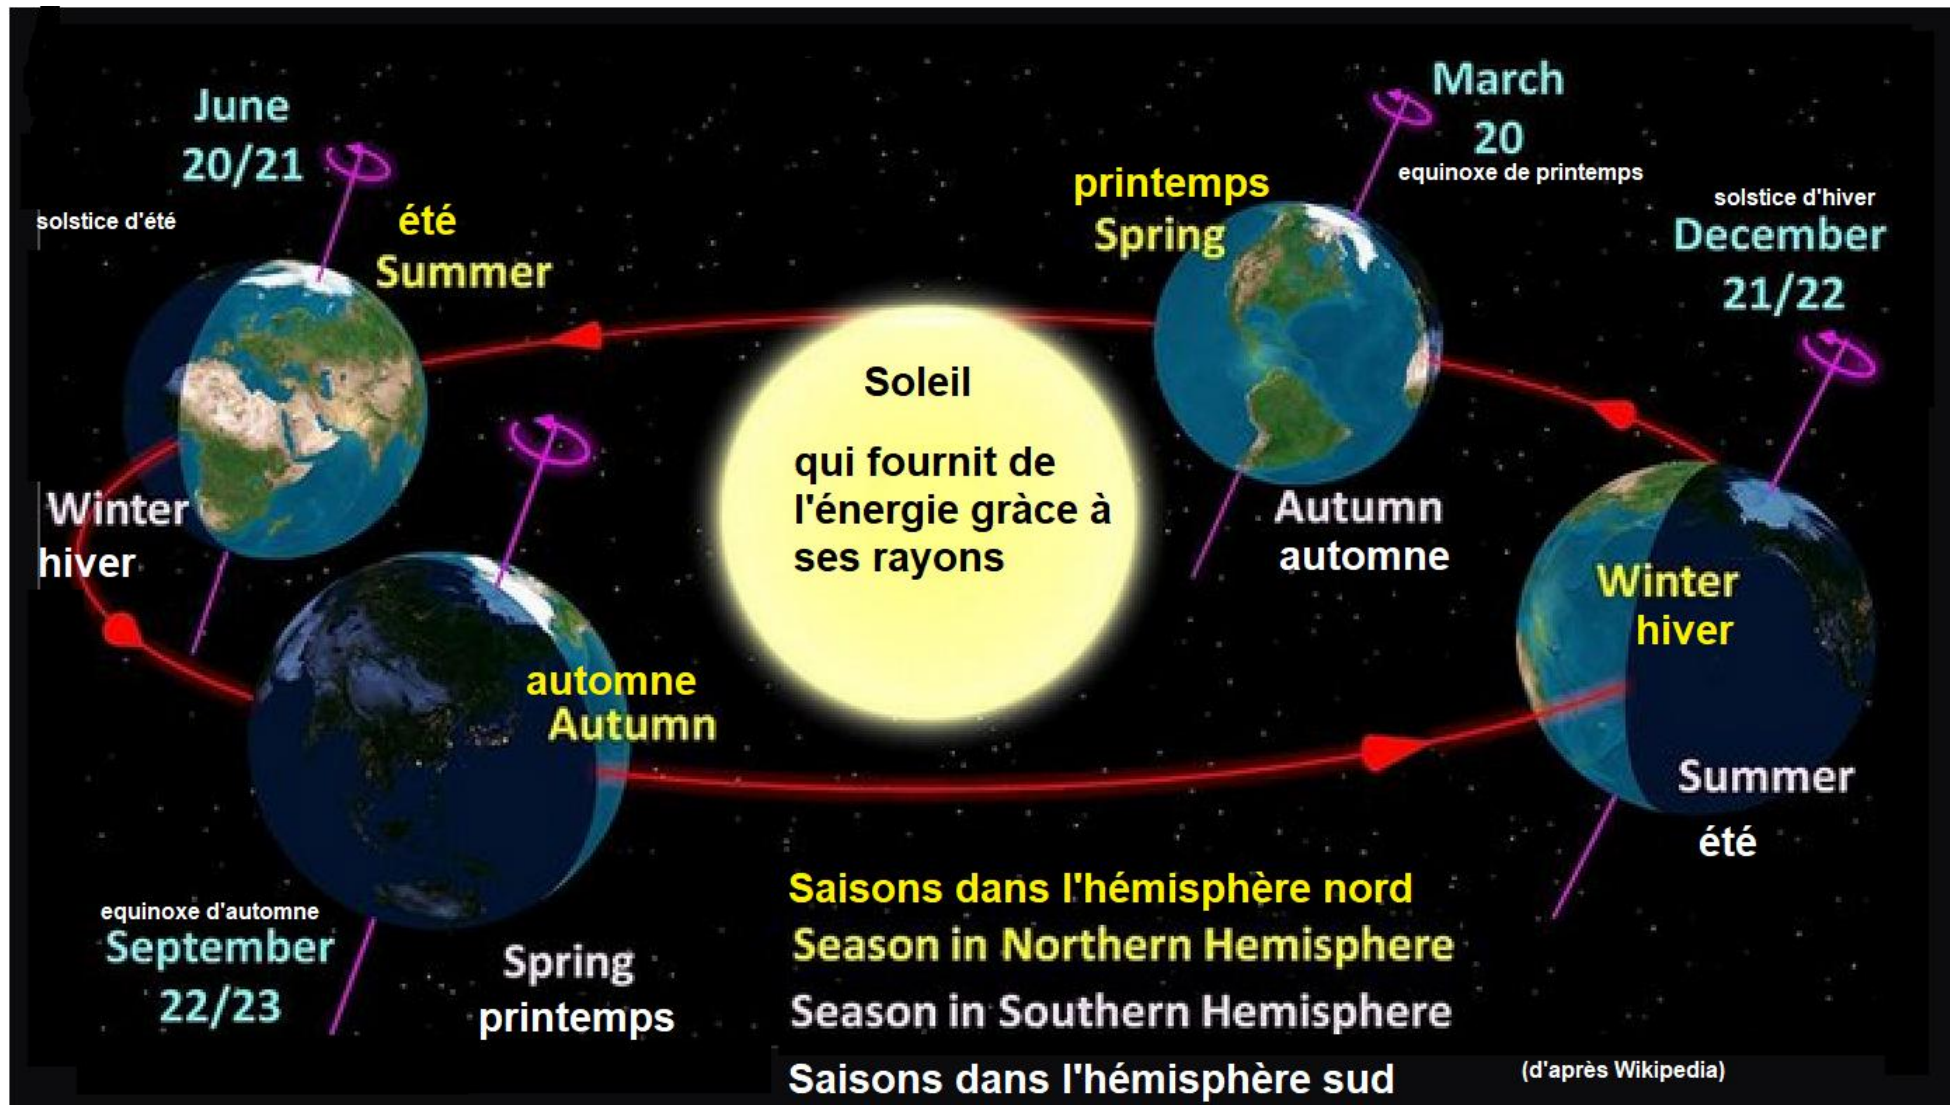 June
20/21
solstice d'été
été
Summer
Winter
hiver
March
20
equinoxe de printemps
printemps
Spring
Autumn
automne
solstice d'hiver
December
21/22
Winter
hiver
Summer
été
Soleil
qui fournit de
l'énergie gràce à
ses rayons
automne
Autumn
equinoxe d'automne
September
22/23
Spring
printemps
Saisons dans l'hémisphère nord
Season in Northern Hemisphere
Season in Southern Hemisphere
Saisons dans l'hémisphère sud
(d'après Wikipedia)